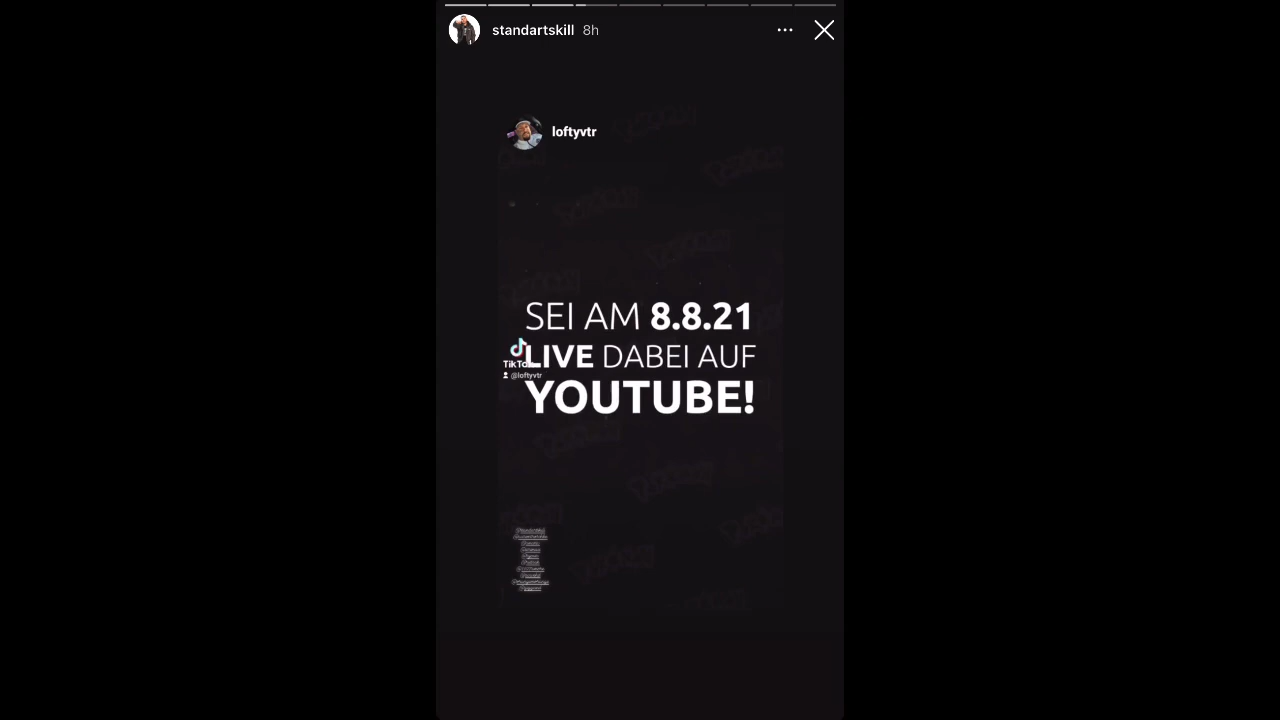 standartskill 8h
loftyvtr
SEI AM 8.8.21
LIVE DABEI AUF
YOUTUBE!
TikTok
@loftyvtr